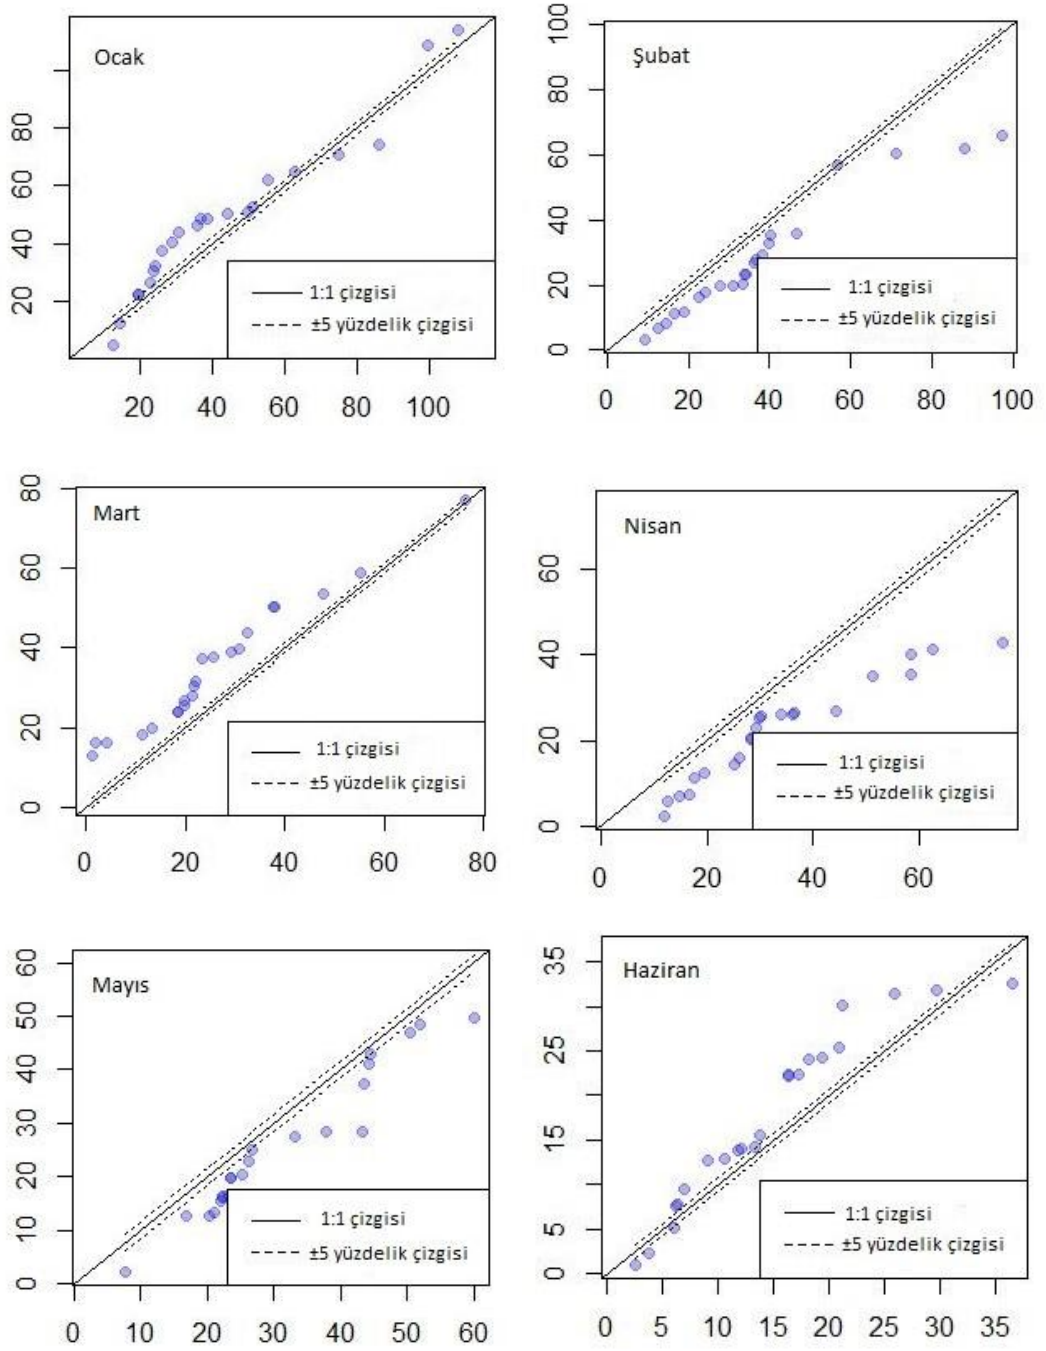 Ocak
20 40 60 80
1:1 çizgisi
±5 yüzdelik çizgisi
20 40 60 80 100
Şubat
0 20 40 60 80 100
1:1 çizgisi
±5 yüzdelik çizgisi
0 20 40 60 80 100
Mart
0 20 40 60 80
1:1 çizgisi
±5 yüzdelik çizgisi
0 20 40 60 80
Nisan
0 20 40 60
1:1 çizgisi
±5 yüzdelik çizgisi
0 20 40 60
Mayıs
0 10 20 30 40 50 60
1:1 çizgisi
±5 yüzdelik çizgisi
0 10 20 30 40 50 60
Haziran
0 5 15 25 35
1:1 çizgisi
±5 yüzdelik çizgisi
0 5 10 15 20 25 30 35